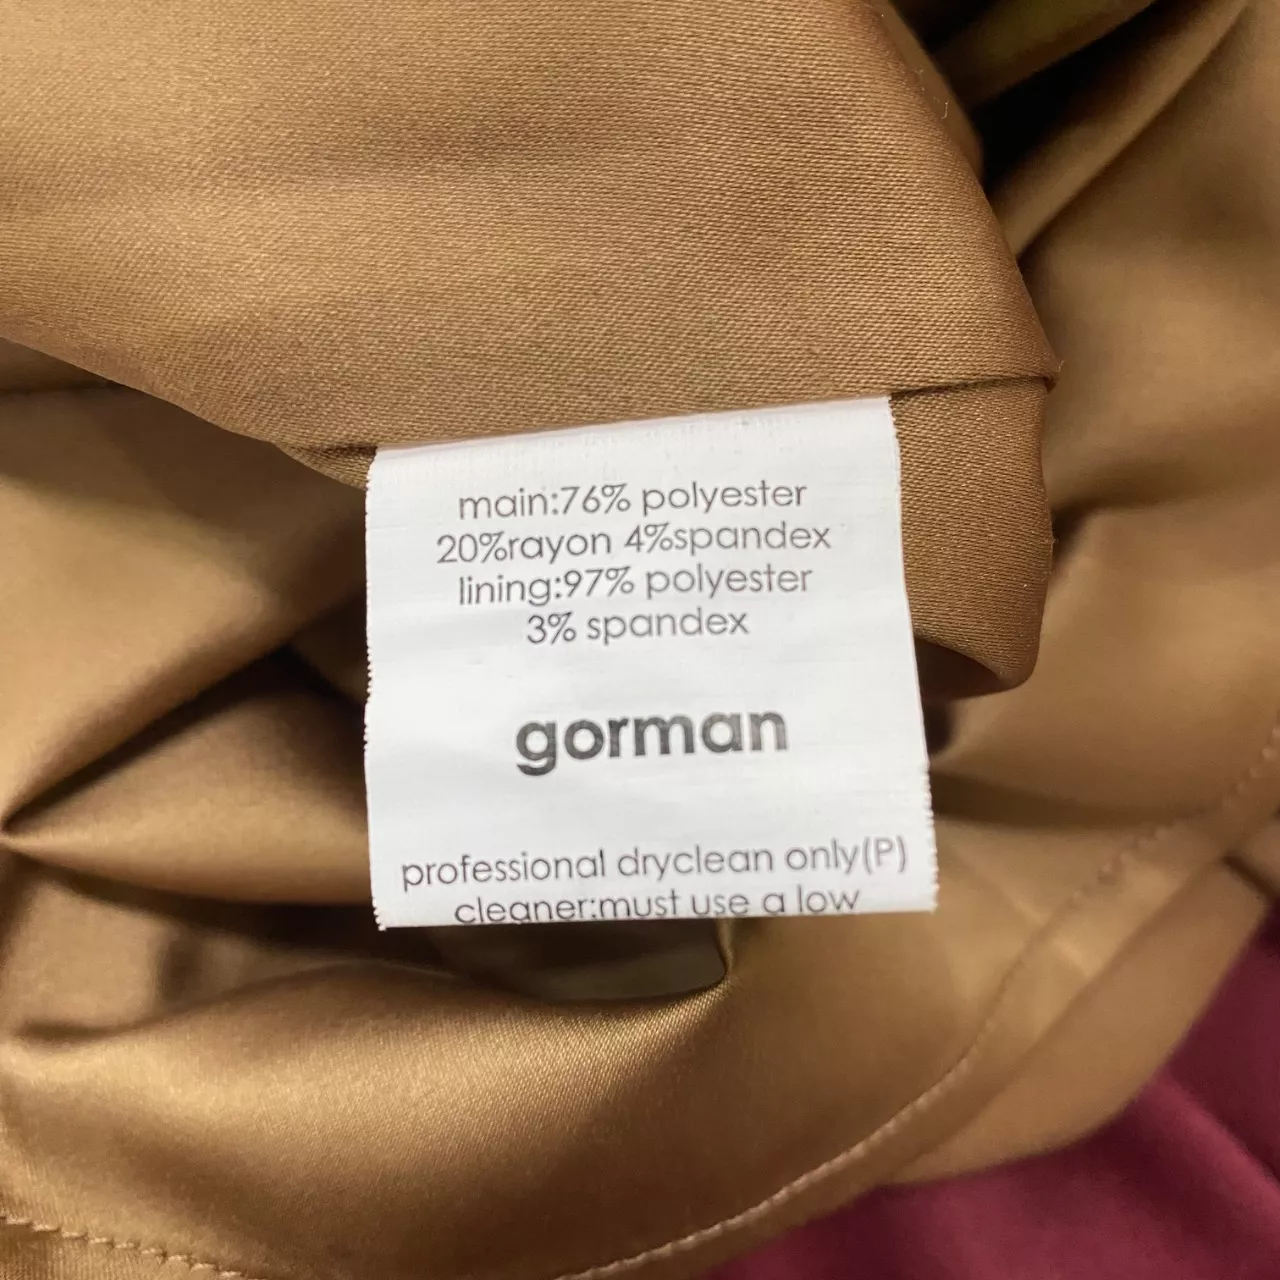 main:76% polyester
20%rayon 4%spandex
lining:97% polyester
3% spandex
gorman
professional dryclean only(P)
cleaner:must use a low